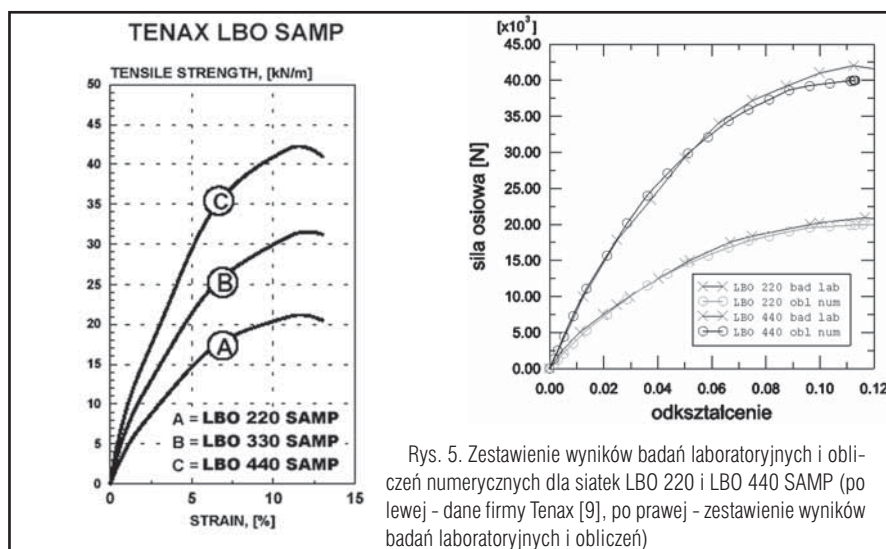 TENAX LBO SAMP
TENSILE STRENGTH, [kN/m]
50
45
40
35
30
25
20
15
10
5
0
0 5 10 15
STRAIN, [%]
C
B
A
A = LBO 220 SAMP
B = LBO 330 SAMP
C = LBO 440 SAMP
[x10³]
45.00
40.00
35.00
30.00
25.00
20.00
15.00
10.00
5.00
0.00
siła osiowa [N]
0.00 0.02 0.04 0.06 0.08 0.10 0.12
odkształcenie
LBO 220 bad lab
LBO 220 obl num
LBO 440 bad lab
LBO 440 obl num
Rys. 5. Zestawienie wyników badań laboratoryjnych i obli-
czeń numerycznych dla siatek LBO 220 i LBO 440 SAMP (po
lewej - dane firmy Tenax [9], po prawej - zestawienie wyników
badań laboratoryjnych i obliczeń)